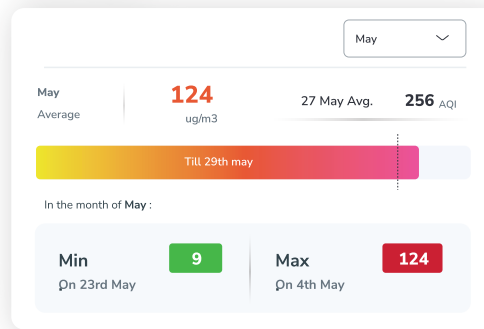 May
May
Average
124
ug/m3
27 May Avg. 256 AQI
Till 29th may
In the month of May :
Min 9
On 23rd May
Max 124
On 4th May